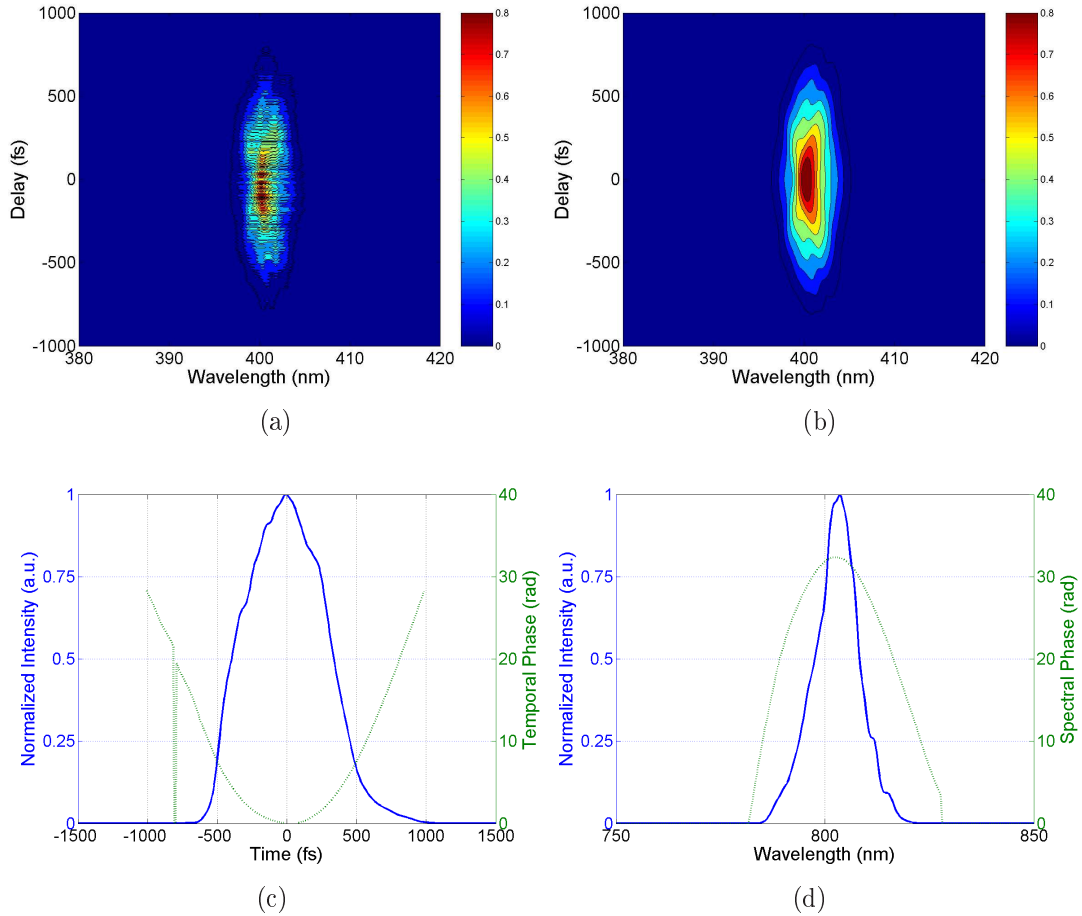 1000
500
0
-500
-1000
Delay (fs)
380 390 400 410 420
Wavelength (nm)
0.8
0.7
0.6
0.5
0.4
0.3
0.2
0.1
0
(a)
1000
500
0
-500
-1000
Delay (fs)
380 390 400 410 420
Wavelength (nm)
0.8
0.7
0.6
0.5
0.4
0.3
0.2
0.1
0
(b)
1
0.75
0.5
0.25
0
Normalized Intensity (a.u.)
-1500 -1000 -500 0 500 1000 1500
Time (fs)
40
30
20
10
0
Temporal Phase (rad)
(c)
1
0.75
0.5
0.25
0
Normalized Intensity (a.u.)
750 800 850
Wavelength (nm)
40
30
20
10
0
Spectral Phase (rad)
(d)